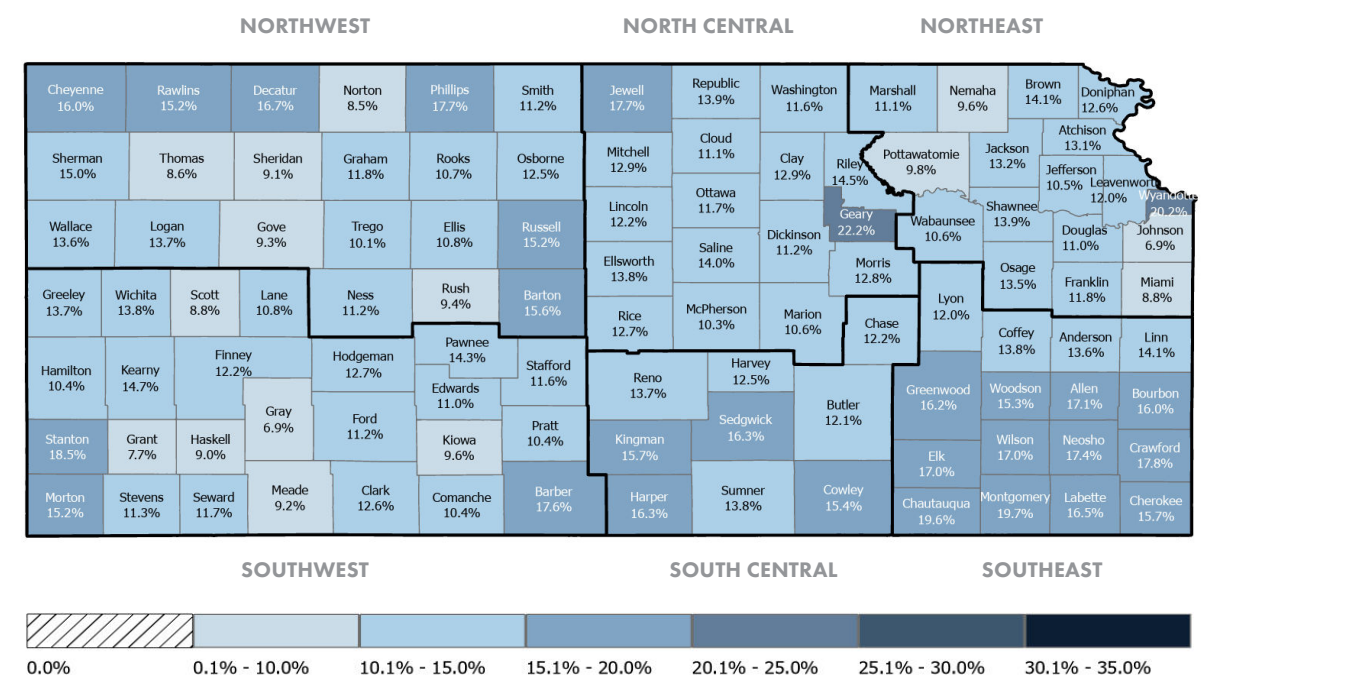 NORTHWEST
NORTH CENTRAL
NORTHEAST
Cheyenne
16.0%
Rawlins
15.2%
Decatur
16.7%
Norton
8.5%
Phillips
17.7%
Smith
11.2%
Jewell
17.7%
Republic
13.9%
Washington
11.6%
Marshall
11.1%
Nemaha
9.6%
Brown
14.1%
Doniphan
12.6%
Sherman
15.0%
Thomas
8.6%
Sheridan
9.1%
Graham
11.8%
Rooks
10.7%
Osborne
12.5%
Mitchell
12.9%
Cloud
11.1%
Clay
12.9%
Riley
14.5%
Pottawatomie
9.8%
Jackson
13.2%
Atchison
13.1%
Jefferson
10.5%
Leavenwort
12.0%
Wyandotte
20.2%
Wallace
13.6%
Logan
13.7%
Gove
9.3%
Trego
10.1%
Ellis
10.8%
Russell
15.2%
Lincoln
12.2%
Ottawa
11.7%
Saline
14.0%
Dickinson
11.2%
Geary
22.2%
Wabaunsee
10.6%
Shawnee
13.9%
Douglas
11.0%
Johnson
6.9%
Greeley
13.7%
Wichita
13.8%
Scott
8.8%
Lane
10.8%
Ness
11.2%
Rush
9.4%
Barton
15.6%
Ellsworth
13.8%
Rice
12.7%
McPherson
10.3%
Marion
10.6%
Morris
12.8%
Chase
12.2%
Lyon
12.0%
Osage
13.5%
Franklin
11.8%
Miami
8.8%
Hamilton
10.4%
Kearny
14.7%
Finney
12.2%
Hodgeman
12.7%
Pawnee
14.3%
Edwards
11.0%
Stafford
11.6%
Reno
13.7%
Harvey
12.5%
Butler
12.1%
Greenwood
16.2%
Coffey
13.8%
Anderson
13.6%
Linn
14.1%
Gray
6.9%
Ford
11.2%
Sedgwick
16.3%
Woodson
15.3%
Allen
17.1%
Bourbon
16.0%
Stanton
18.5%
Grant
7.7%
Haskell
9.0%
Kiowa
9.6%
Pratt
10.4%
Kingman
15.7%
Elk
17.0%
Wilson
17.0%
Neosho
17.4%
Crawford
17.8%
Morton
15.2%
Stevens
11.3%
Seward
11.7%
Meade
9.2%
Clark
12.6%
Comanche
10.4%
Barber
17.6%
Harper
16.3%
Sumner
13.8%
Cowley
15.4%
Chautauqua
19.6%
Montgomery
19.7%
Labette
16.5%
Cherokee
15.7%
SOUTHWEST
SOUTH CENTRAL
SOUTHEAST
0.0%
0.1% - 10.0%
10.1% - 15.0%
15.1% - 20.0%
20.1% - 25.0%
25.1% - 30.0%
30.1% - 35.0%